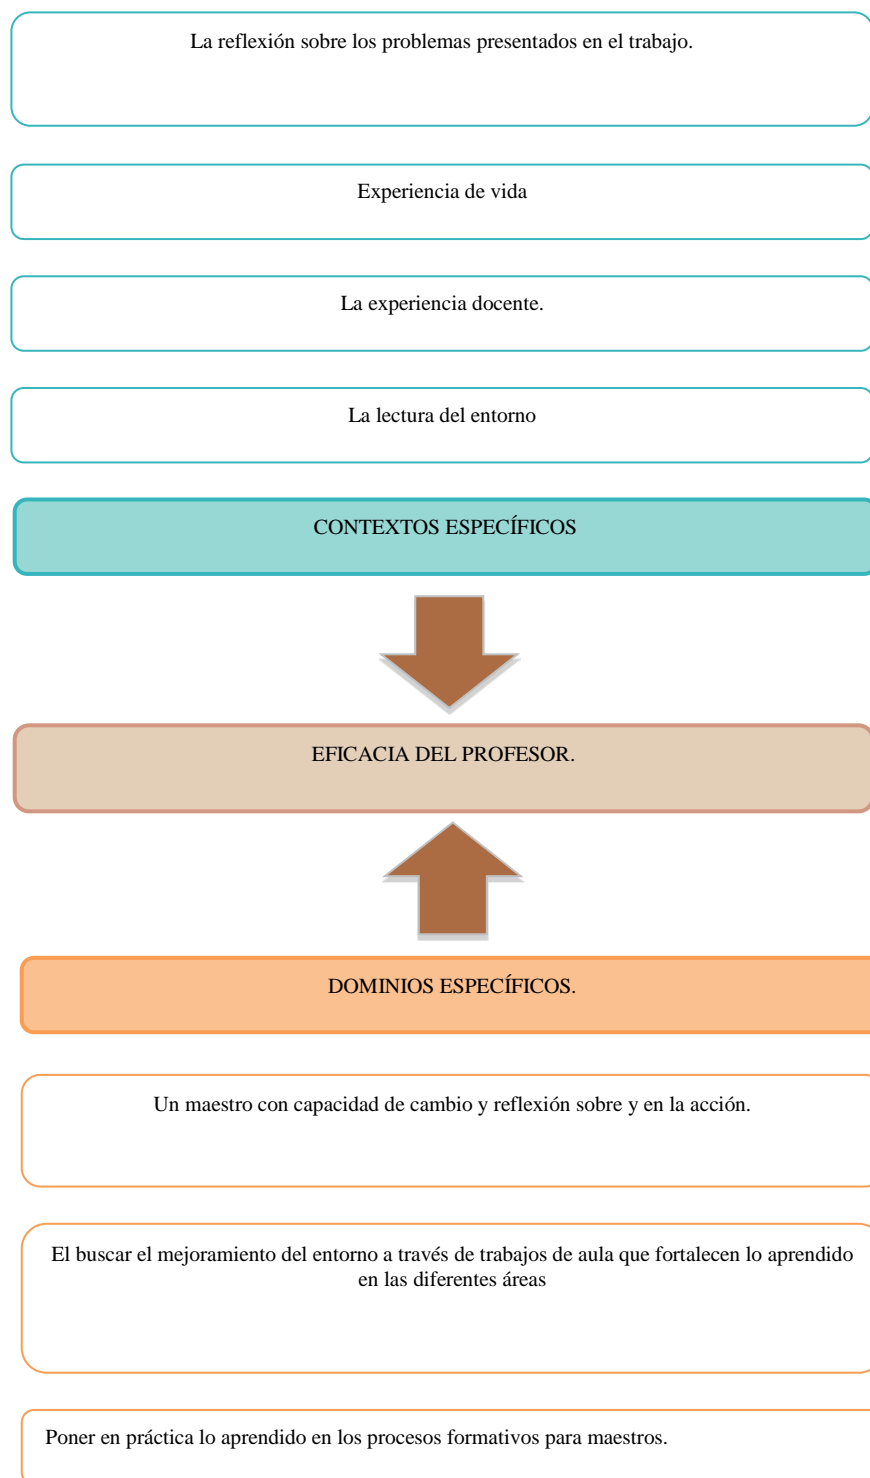 La reflexión sobre los problemas presentados en el trabajo.
Experiencia de vida
La experiencia docente.
La lectura del entorno
CONTEXTOS ESPECÍFICOS
EFICACIA DEL PROFESOR.
DOMINIOS ESPECÍFICOS.
Un maestro con capacidad de cambio y reflexión sobre y en la acción.
El buscar el mejoramiento del entorno a través de trabajos de aula que fortalecen lo aprendido
en las diferentes áreas
Poner en práctica lo aprendido en los procesos formativos para maestros.